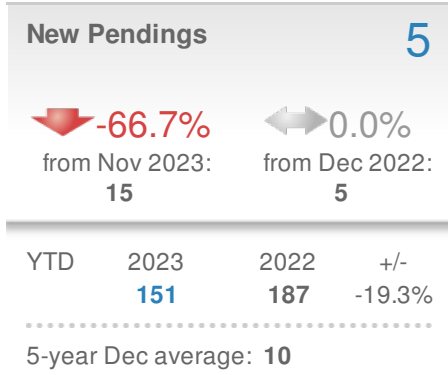 New Pendings 5
-66.7% 0.0%
from Nov 2023: from Dec 2022:
15 5
YTD 2023 2022 +/-
151 187 -19.3%
5-year Dec average: 10